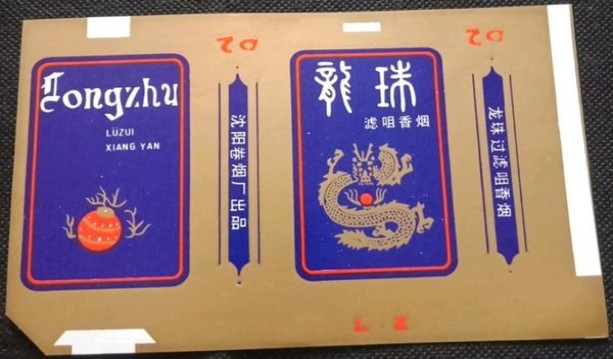 Longzhu
LÜZUI
XIANG YAN
沈阳卷烟厂出品
龍珠
滤咀香烟
龙珠过滤咀香烟
L Z